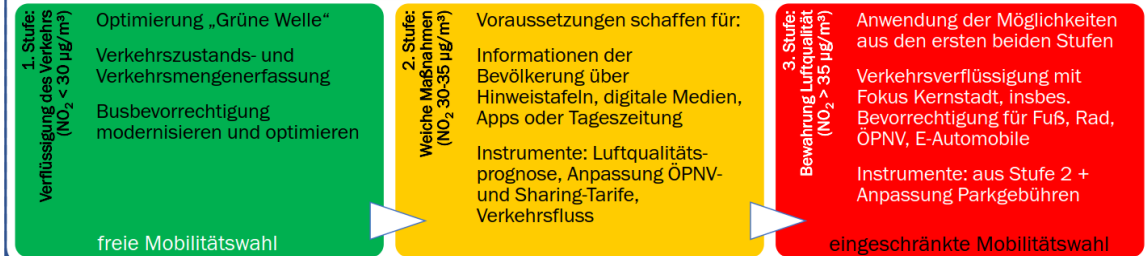 1. Stufe:
Verflüssigung des Verkehrs
(NO₂ < 30 µg/m³)
Optimierung „Grüne Welle“
Verkehrszustands- und
Verkehrsmengenerfassung
Busbevorrechtigung
modernisieren und optimieren
freie Mobilitätswahl
2. Stufe:
Weiche Maßnahmen
(NO₂ 30-35 µg/m³)
Voraussetzungen schaffen für:
Informationen der
Bevölkerung über
Hinweistafeln, digitale Medien,
Apps oder Tageszeitung
Instrumente: Luftqualitäts-
prognose, Anpassung ÖPNV-
und Sharing-Tarife,
Verkehrsfluss
3. Stufe:
Bewahrung Luftqualität
(NO₂ > 35 µg/m³)
Anwendung der Möglichkeiten
aus den ersten beiden Stufen
Verkehrsverflüssigung mit
Fokus Kernstadt, insbes.
Bevorrechtigung für Fuß, Rad,
ÖPNV, E-Automobile
Instrumente: aus Stufe 2 +
Anpassung Parkgebühren
eingeschränkte Mobilitätswahl